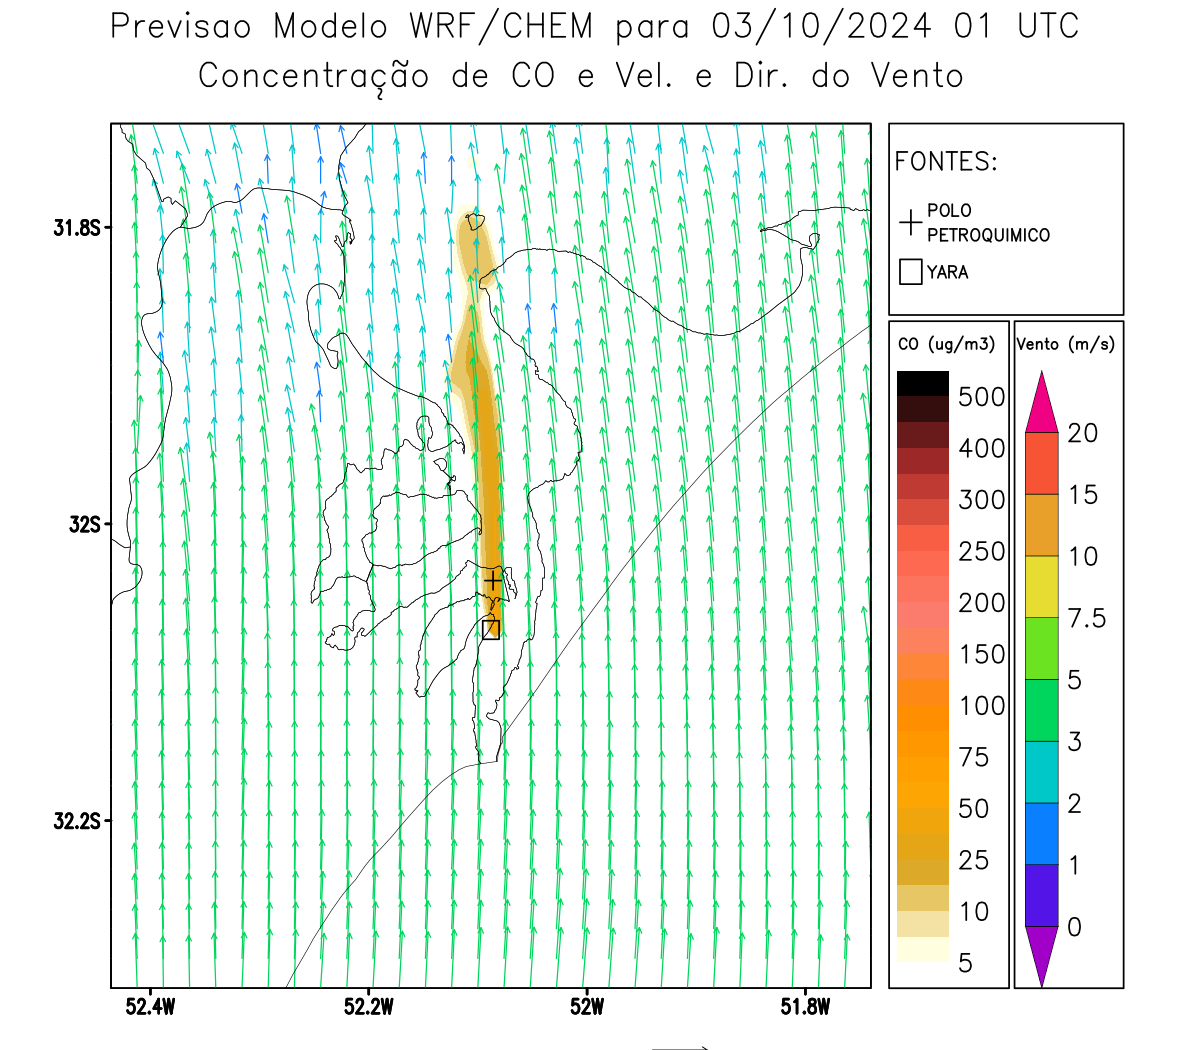 Previsao Modelo WRF/CHEM para 03/10/2024 01 UTC
Concentração de CO e Vel. e Dir. do Vento
FONTES:
POLO
PETROQUIMICO
YARA
CO (ug/m3)
500
400
300
250
200
150
100
75
50
25
10
5
Vento (m/s)
20
15
10
7.5
5
3
2
1
0
31.8S
32S
32.2S
52.4W
52.2W
52W
51.8W